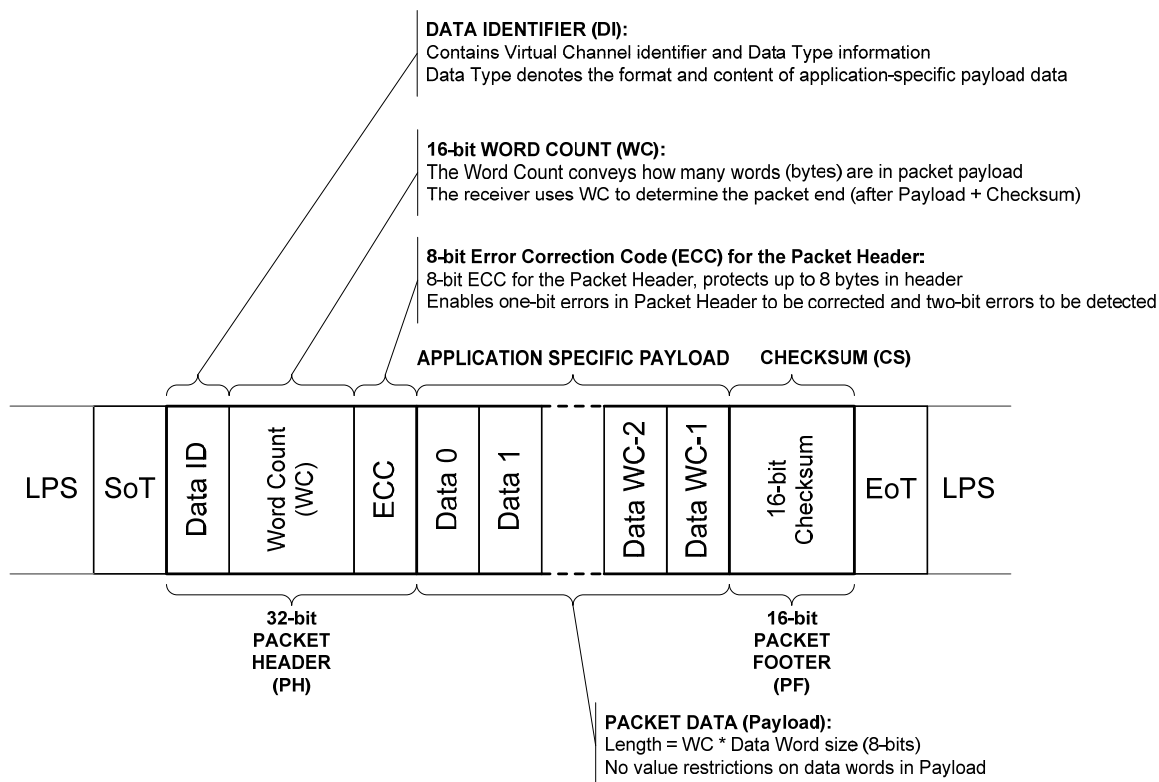 DATA IDENTIFIER (DI):
Contains Virtual Channel identifier and Data Type information
Data Type denotes the format and content of application-specific payload data
16-bit WORD COUNT (WC):
The Word Count conveys how many words (bytes) are in packet payload
The receiver uses WC to determine the packet end (after Payload + Checksum)
8-bit Error Correction Code (ECC) for the Packet Header:
8-bit ECC for the Packet Header, protects up to 8 bytes in header
Enables one-bit errors in Packet Header to be corrected and two-bit errors to be detected
APPLICATION SPECIFIC PAYLOAD
CHECKSUM (CS)
LPS
SoT
Data ID
Word Count
(WC)
ECC
Data 0
Data 1
Data WC-2
Data WC-1
16-bit
Checksum
EoT
LPS
32-bit
PACKET
HEADER
(PH)
16-bit
PACKET
FOOTER
(PF)
PACKET DATA (Payload):
Length = WC * Data Word size (8-bits)
No value restrictions on data words in Payload